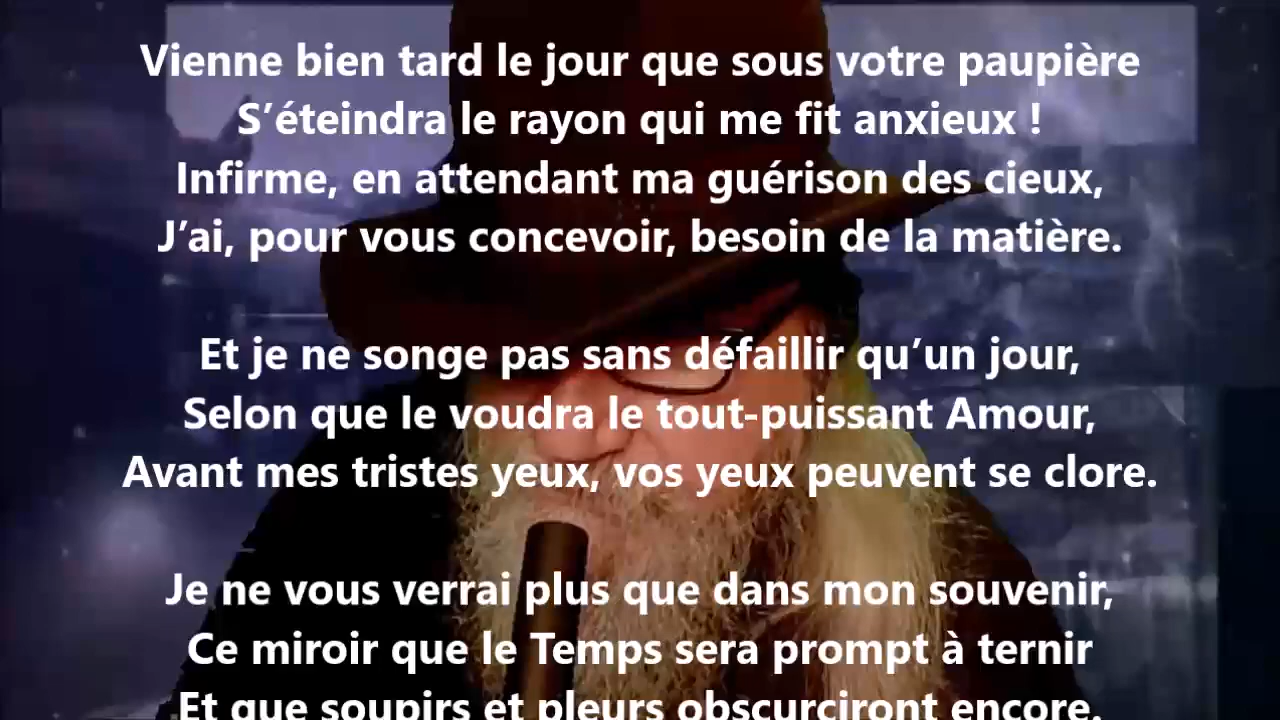 Vienne bien tard le jour que sous votre paupière
S’éteindra le rayon qui me fit anxieux !
Infirme, en attendant ma guérison des cieux,
J’ai, pour vous concevoir, besoin de la matière.
Et je ne songe pas sans défaillir qu’un jour,
Selon que le voudra le tout-puissant Amour,
Avant mes tristes yeux, vos yeux peuvent se clore.
Je ne vous verrai plus que dans mon souvenir,
Ce miroir que le Temps sera prompt à ternir
Et que soupirs et pleurs obscurciront encore.